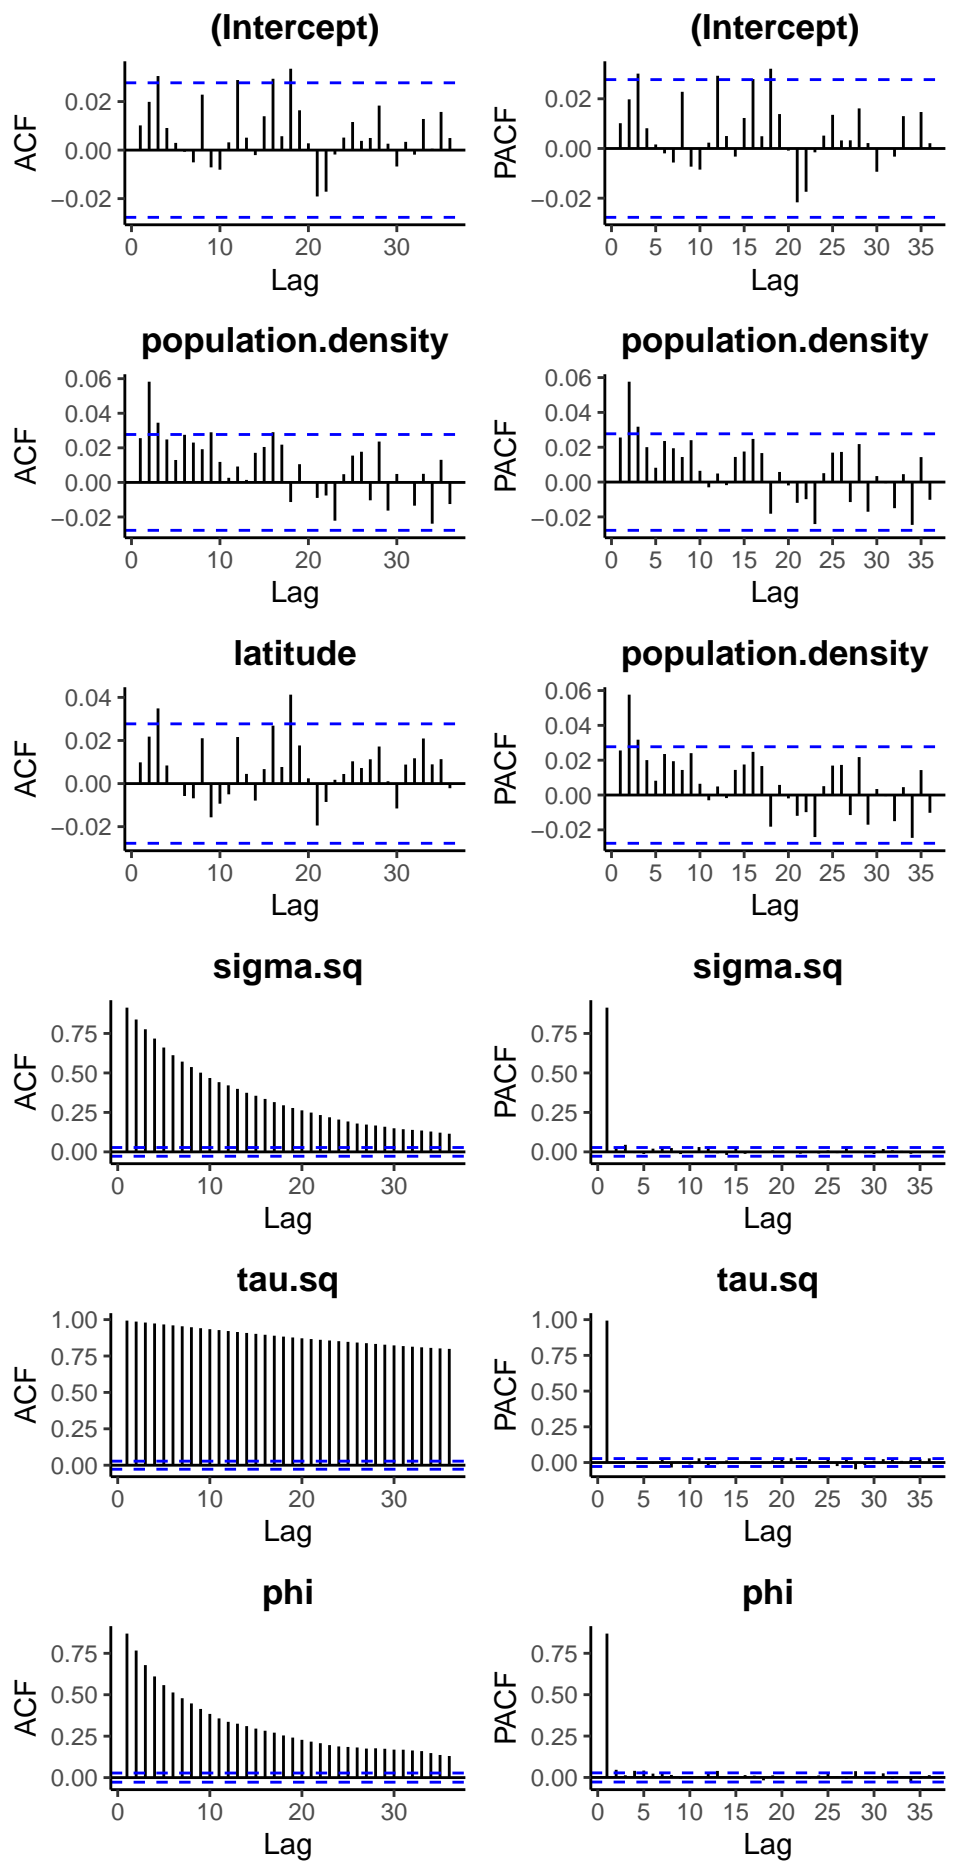 (Intercept) (Intercept)
ACF 0.02 0.00 −0.02 PACF 0.02 0.00 −0.02
0 10 20 30 0 5 10 15 20 25 30 35
Lag Lag
population.density population.density
ACF 0.06 0.04 0.02 0.00 −0.02 PACF 0.06 0.04 0.02 0.00 −0.02
0 10 20 30 0 5 10 15 20 25 30 35
Lag Lag
latitude population.density
ACF 0.04 0.02 0.00 −0.02 PACF 0.06 0.04 0.02 0.00 −0.02
0 10 20 30 0 5 10 15 20 25 30 35
Lag Lag
sigma.sq sigma.sq
ACF 0.75 0.50 0.25 0.00 PACF 0.75 0.50 0.25 0.00
0 10 20 30 0 5 10 15 20 25 30 35
Lag Lag
tau.sq tau.sq
ACF 1.00 0.75 0.50 0.25 0.00 PACF 1.00 0.75 0.50 0.25 0.00
0 10 20 30 0 5 10 15 20 25 30 35
Lag Lag
phi phi
ACF 0.75 0.50 0.25 0.00 PACF 0.75 0.50 0.25 0.00
0 10 20 30 0 5 10 15 20 25 30 35
Lag Lag